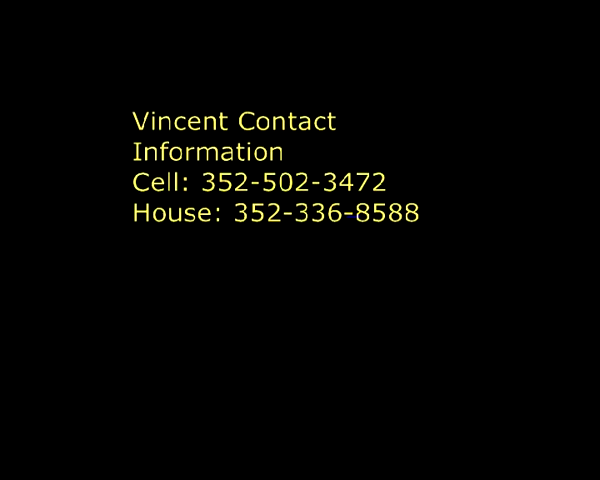 Vincent Contact
Information
Cell: 352-502-3472
House: 352-336-8588